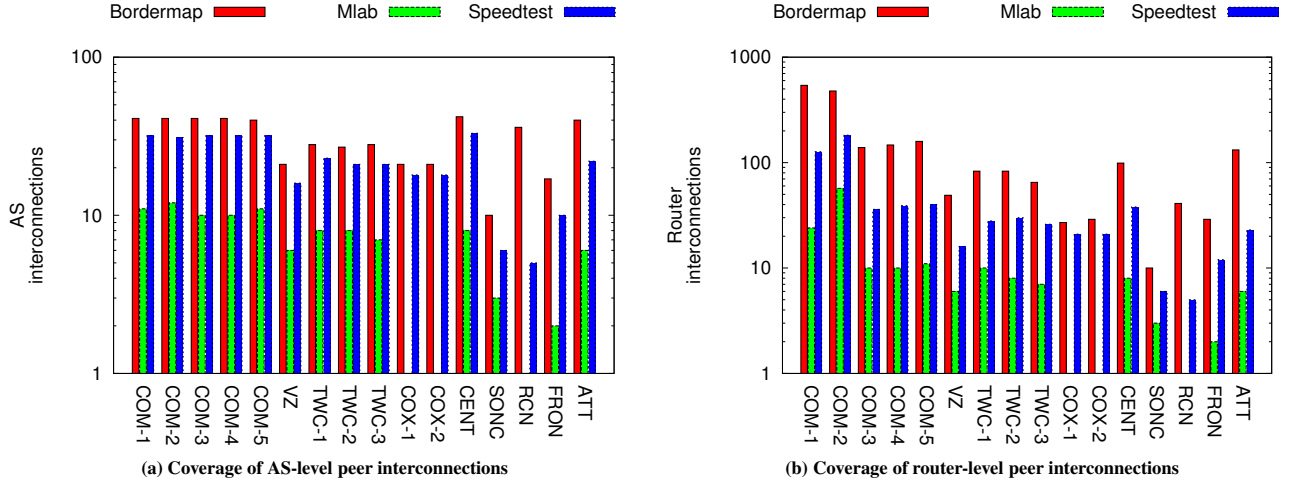 Bordermap Mlab Speedtest
100
10
1
AS
interconnections
COM-1
COM-2
COM-3
COM-4
COM-5
VZ
TWC-1
TWC-2
TWC-3
COX-1
COX-2
CENT
SONC
RCN
FRON
ATT
(a) Coverage of AS-level peer interconnections
Bordermap Mlab Speedtest
1000
100
10
1
Router
interconnections
COM-1
COM-2
COM-3
COM-4
COM-5
VZ
TWC-1
TWC-2
TWC-3
COX-1
COX-2
CENT
SONC
RCN
FRON
ATT
(b) Coverage of router-level peer interconnections